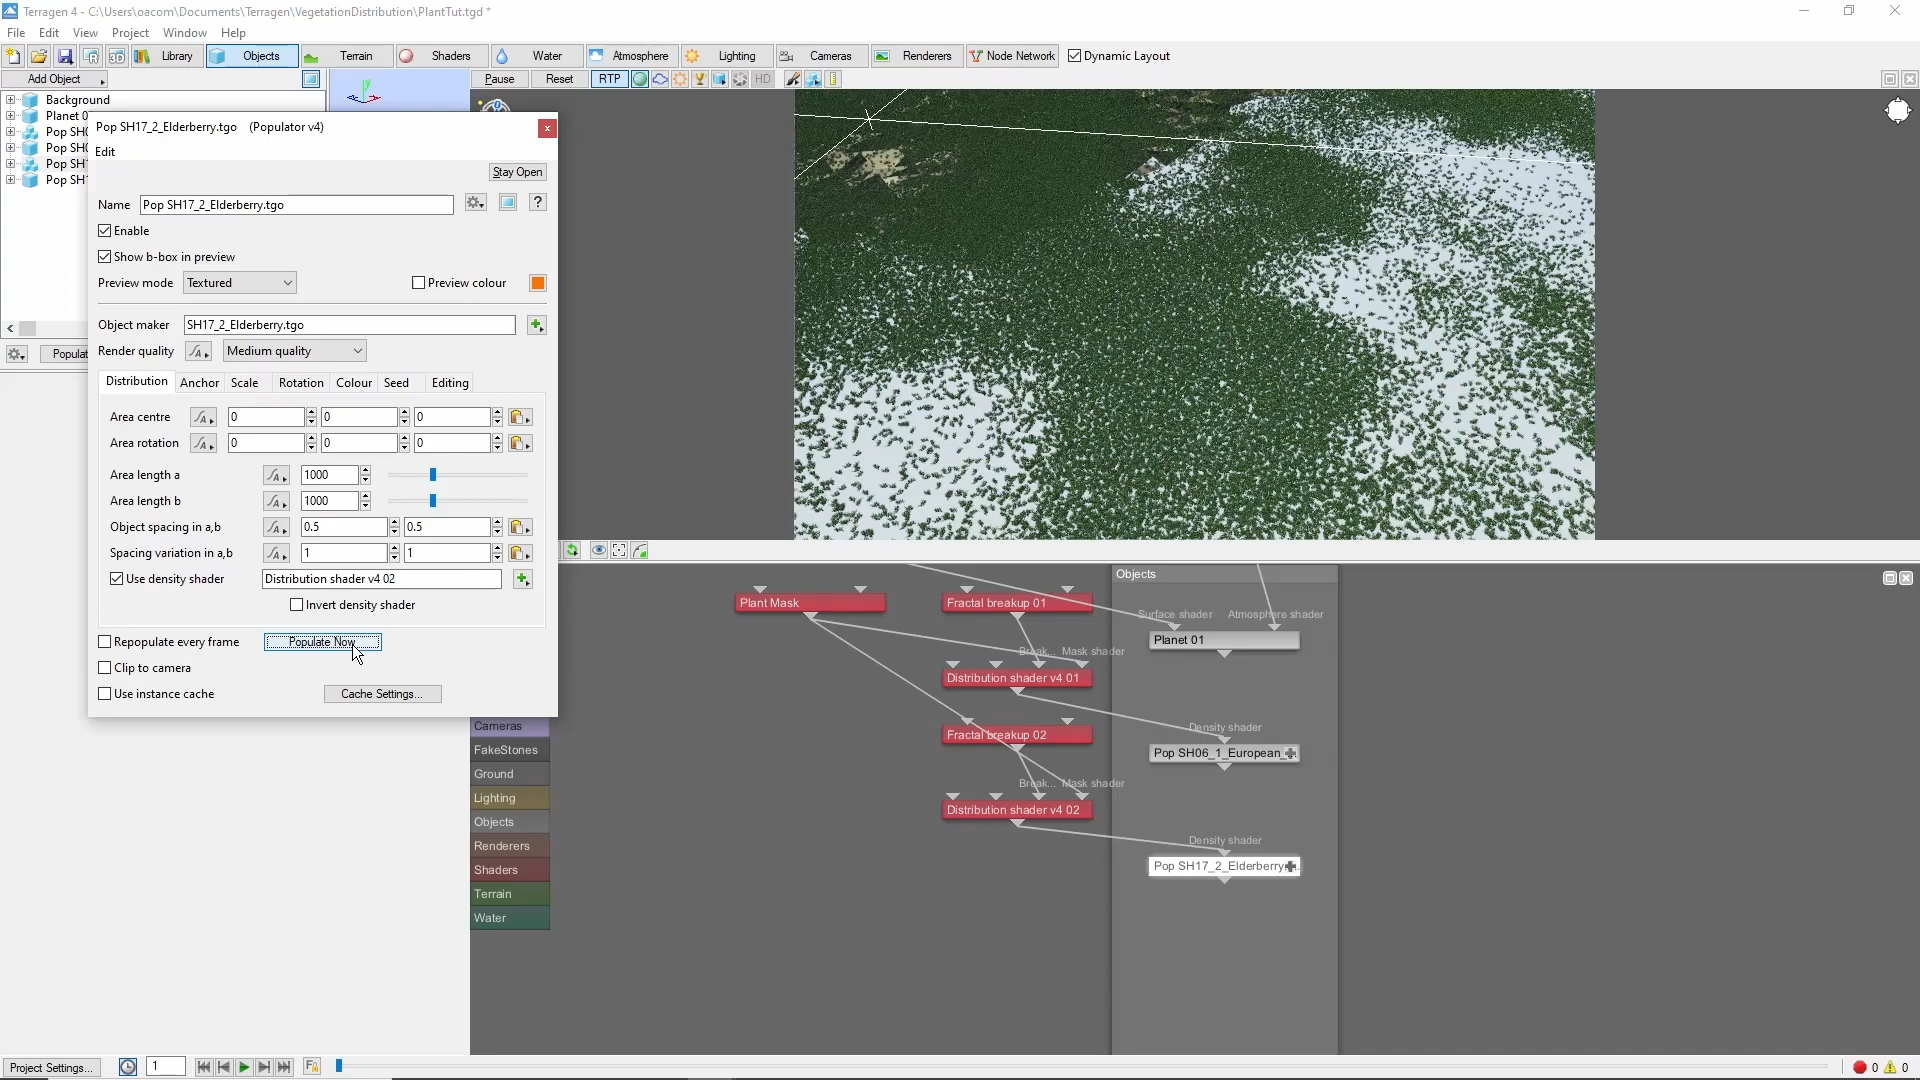 Terragen 4 - C:\Users\oacom\Documents\Terragen\VegetationDistribution\PlantTut.tgd *
File Edit View Project Window Help
Library Objects Terrain Shaders Water Atmosphere Lighting Cameras Renderers Node Network Dynamic Layout
Add Object
Pause Reset RTP HD
Background
Planet 0
Pop SH0
Pop SH0
Pop SH1
Pop SH1
Populat
Pop SH17_2_Elderberry.tgo (Populator v4)
x
Edit
Stay Open
Name Pop SH17_2_Elderberry.tgo ?
Enable
Show b-box in preview
Preview mode Textured Preview colour
Object maker SH17_2_Elderberry.tgo
Render quality Medium quality
Distribution Anchor Scale Rotation Colour Seed Editing
Area centre 0 0 0
Area rotation 0 0 0
Area length a 1000
Area length b 1000
Object spacing in a,b 0.5 0.5
Spacing variation in a,b 1 1
Use density shader Distribution shader v4 02
Invert density shader
Repopulate every frame Populate Now
Clip to camera
Use instance cache Cache Settings...
Cameras
FakeStones
Ground
Lighting
Objects
Renderers
Shaders
Terrain
Water
Objects
Plant Mask
Fractal breakup 01
Surface shader Atmosphere shader
Planet 01
Break... Mask shader
Distribution shader v4 01
Density shader
Fractal breakup 02
Pop SH06_1_European_
Break... Mask shader
Distribution shader v4 02
Density shader
Pop SH17_2_Elderberry
Project Settings... 1 0 0